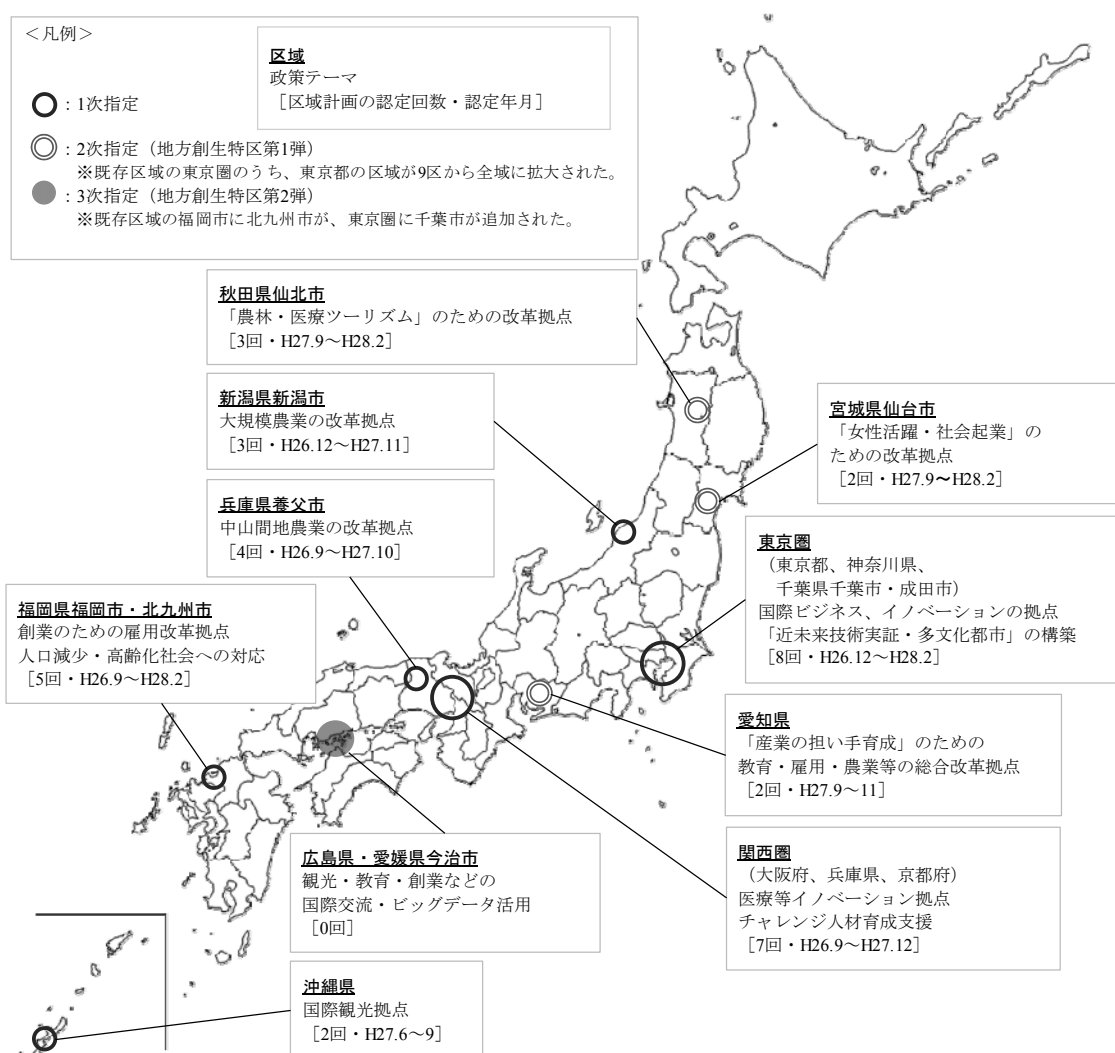 ＜凡例＞
区域
政策テーマ
［区域計画の認定回数・認定年月］
：1次指定
：2次指定（地方創生特区第1弾）
※既存区域の東京圏のうち、東京都の区域が9区から全域に拡大された。
：3次指定（地方創生特区第2弾）
※既存区域の福岡市に北九州市が、東京圏に千葉市が追加された。
秋田県仙北市
「農林・医療ツーリズム」のための改革拠点
［3回・H27.9～H28.2］
新潟県新潟市
大規模農業の改革拠点
［3回・H26.12～H27.11］
宮城県仙台市
「女性活躍・社会起業」の
ための改革拠点
［2回・H27.9～H28.2］
兵庫県養父市
中山間地農業の改革拠点
［4回・H26.9～H27.10］
東京圏
（東京都、神奈川県、
千葉県千葉市・成田市）
国際ビジネス、イノベーションの拠点
「近未来技術実証・多文化都市」の構築
［8回・H26.12～H28.2］
福岡県福岡市・北九州市
創業のための雇用改革拠点
人口減少・高齢化社会への対応
［5回・H26.9～H28.2］
愛知県
「産業の担い手育成」のための
教育・雇用・農業等の総合改革拠点
［2回・H27.9～11］
広島県・愛媛県今治市
観光・教育・創業などの
国際交流・ビッグデータ活用
［0回］
関西圏
（大阪府、兵庫県、京都府）
医療等イノベーション拠点
チャレンジ人材育成支援
［7回・H26.9～H27.12］
沖縄県
国際観光拠点
［2回・H27.6～9］